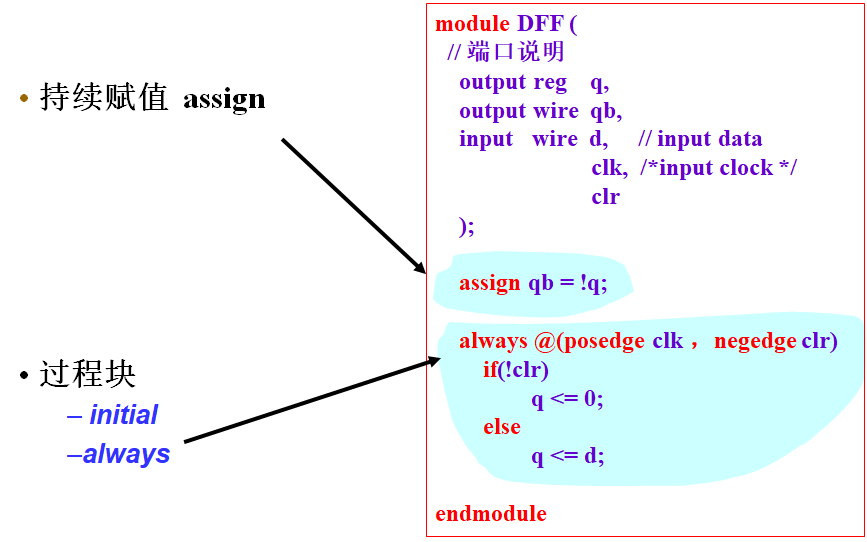 • 持续赋值 assign
• 过程块
– initial
–always
module DFF (
// 端口说明
output reg q,
output wire qb,
input wire d, // input data
clk, /*input clock */
clr
);
assign qb = !q;
always @(posedge clk ，negedge clr)
if(!clr)
q <= 0;
else
q <= d;
endmodule